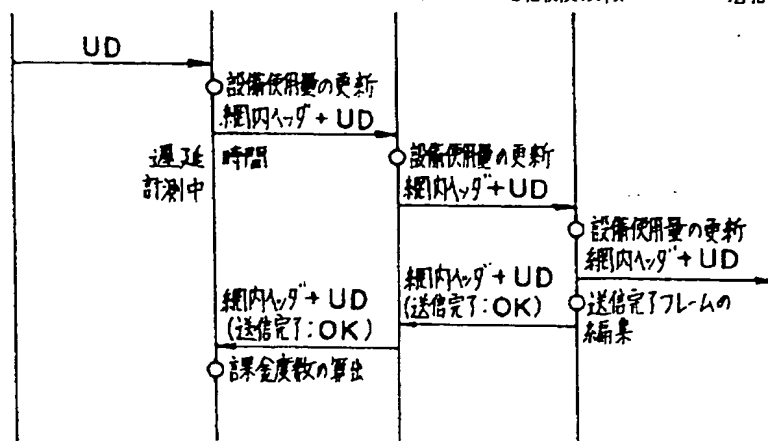 UD
設備使用量の更新
網内ヘッダ + UD
設備使用量の更新
遅延時間
計測中
網内ヘッダ + UD
設備使用量の更新
網内ヘッダ + UD
網内ヘッダ + UD
(送信完了:OK)
送信完了フレームの
編集
網内ヘッダ + UD
(送信完了:OK)
課金度数の算出